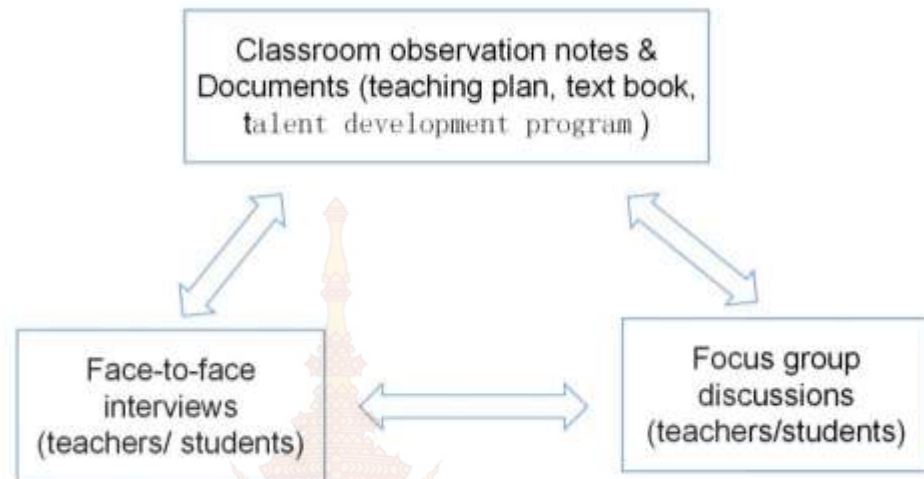 Classroom observation notes &
Documents (teaching plan, text book,
talent development program )
Face-to-face
interviews
(teachers/ students)
Focus group
discussions
(teachers/students)